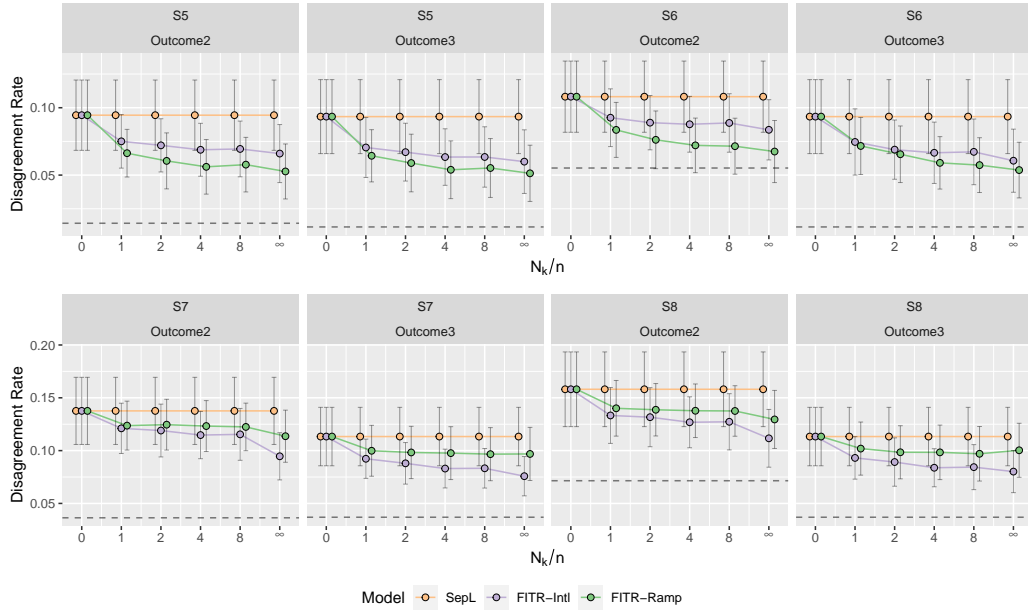 S5
S5
S6
S6
Outcome2
Outcome3
Outcome2
Outcome3
Disagreement Rate
0.10
0.05
0 1 2 4 8 ∞
0 1 2 4 8 ∞
0 1 2 4 8 ∞
0 1 2 4 8 ∞
N_k/n
S7
S7
S8
S8
Outcome2
Outcome3
Outcome2
Outcome3
Disagreement Rate
0.20
0.15
0.10
0.05
0 1 2 4 8 ∞
0 1 2 4 8 ∞
0 1 2 4 8 ∞
0 1 2 4 8 ∞
N_k/n
Model SepL FITR−Intl FITR−Ramp